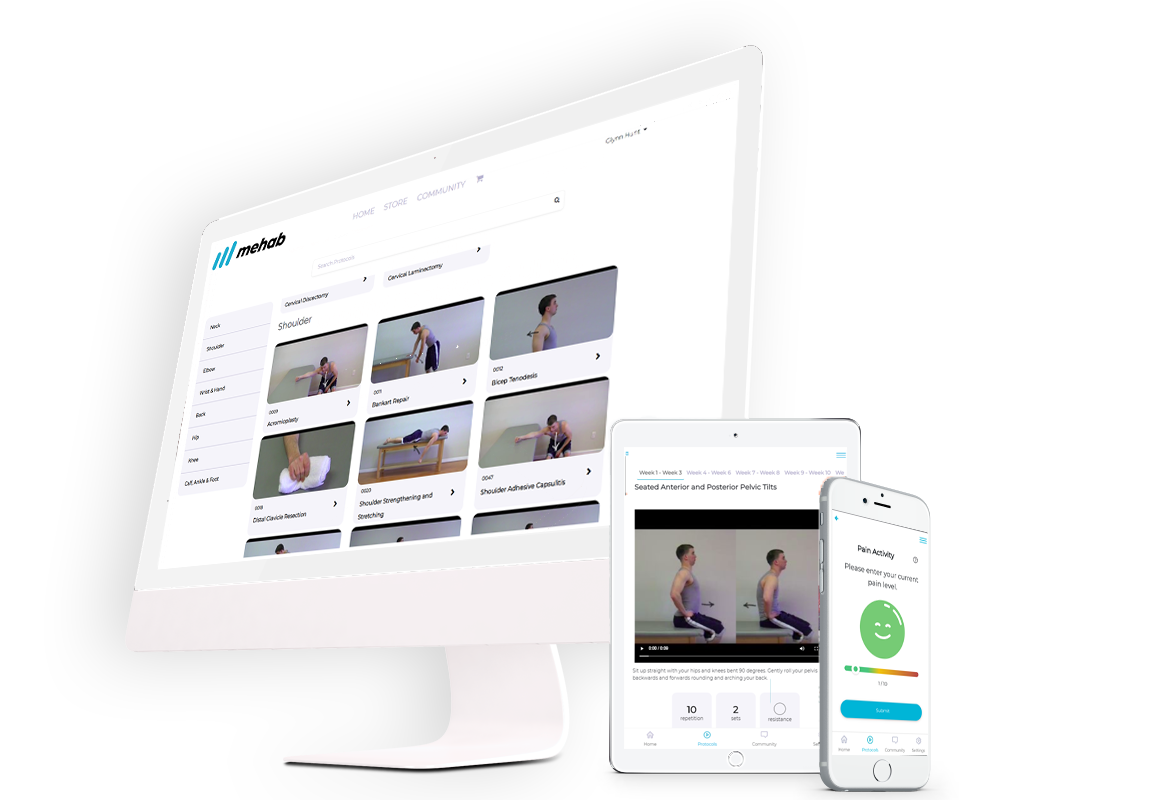 Glynn Hunt
HOME STORE COMMUNITY
mehab
Search Protocols
Cervical Discectomy
Cervical Laminectomy
Neck
Shoulder
Elbow
Wrist & Hand
Back
Hip
Knee
Calf, Ankle & Foot
Shoulder
0009
Acromioplasty
0011
Bankart Repair
0012
Bicep Tenodesis
0018
Distal Clavicle Resection
0020
Shoulder Strengthening and
Stretching
0047
Shoulder Adhesive Capsulitis
Week 1 - Week 3 Week 4 - Week 6 Week 7 - Week 8 Week 9 - Week 10 We
Seated Anterior and Posterior Pelvic Tilts
0:00 / 0:09
Sit up straight with your hips and knees bent 90 degrees. Gently roll your pelvis
backwards and forwards rounding and arching your back.
10
repetition
2
sets
resistance
Home Protocols Community
Pain Activity
Please enter your current
pain level.
1/10
Submit
Home Protocols Community Settings